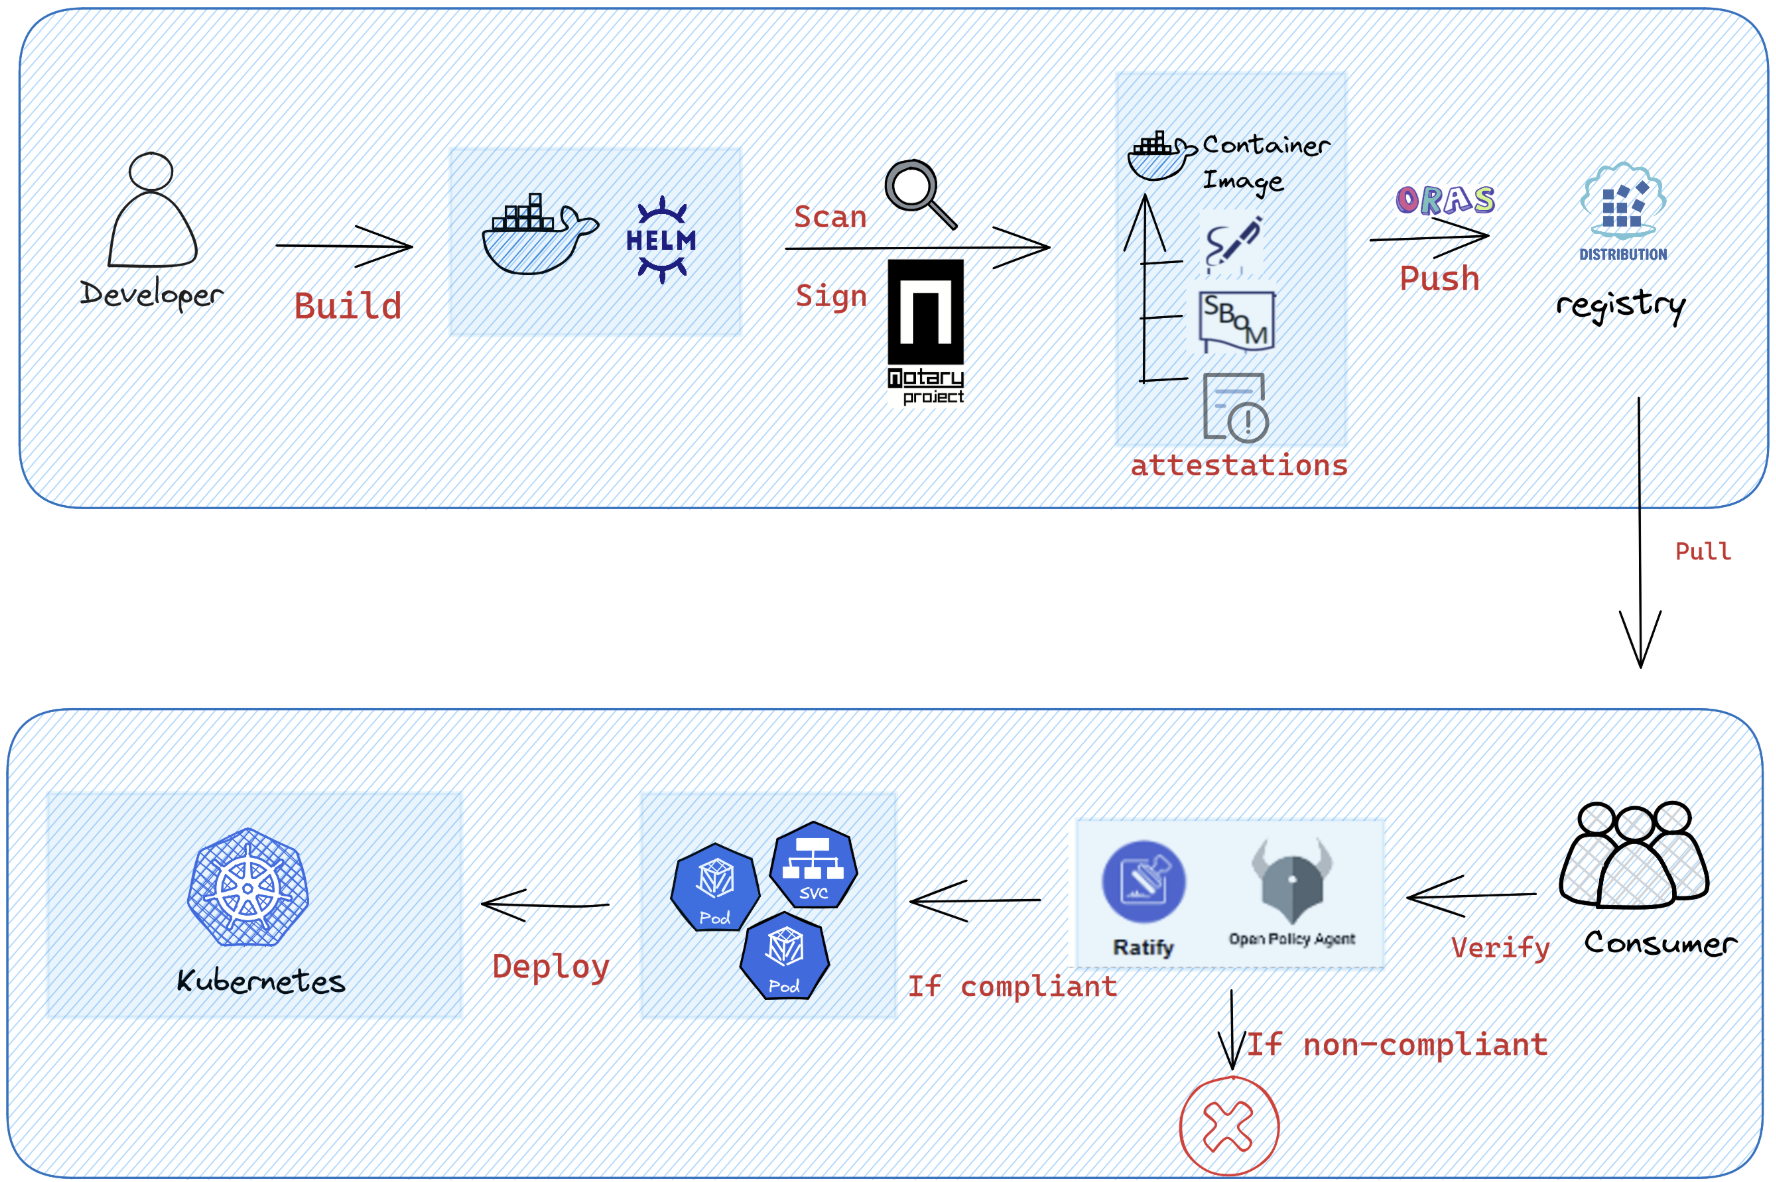 Developer
Build
HELM
Scan
Sign
notary
project
Container
Image
SBOM
attestations
ORAS
Push
DISTRIBUTION
registry
Pull
Consumer
Verify
Ratify
Open Policy Agent
If compliant
If non-compliant
Pod
SVC
Pod
Deploy
Kubernetes